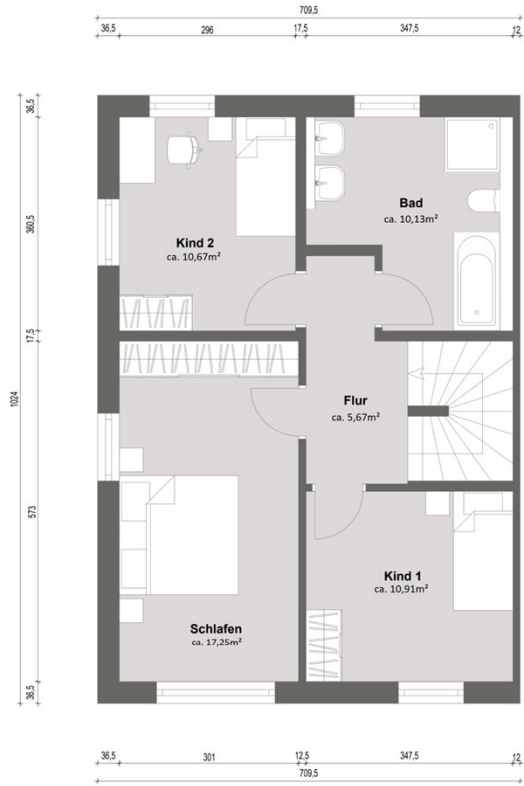 709,5
36,5 296 17,5 347,5 12
36,5
360,5
17,5
1024
573
36,5
Bad
ca. 10,13m²
Kind 2
ca. 10,67m²
Flur
ca. 5,67m²
Kind 1
ca. 10,91m²
Schlafen
ca. 17,25m²
36,5 301 12,5 347,5 12
709,5